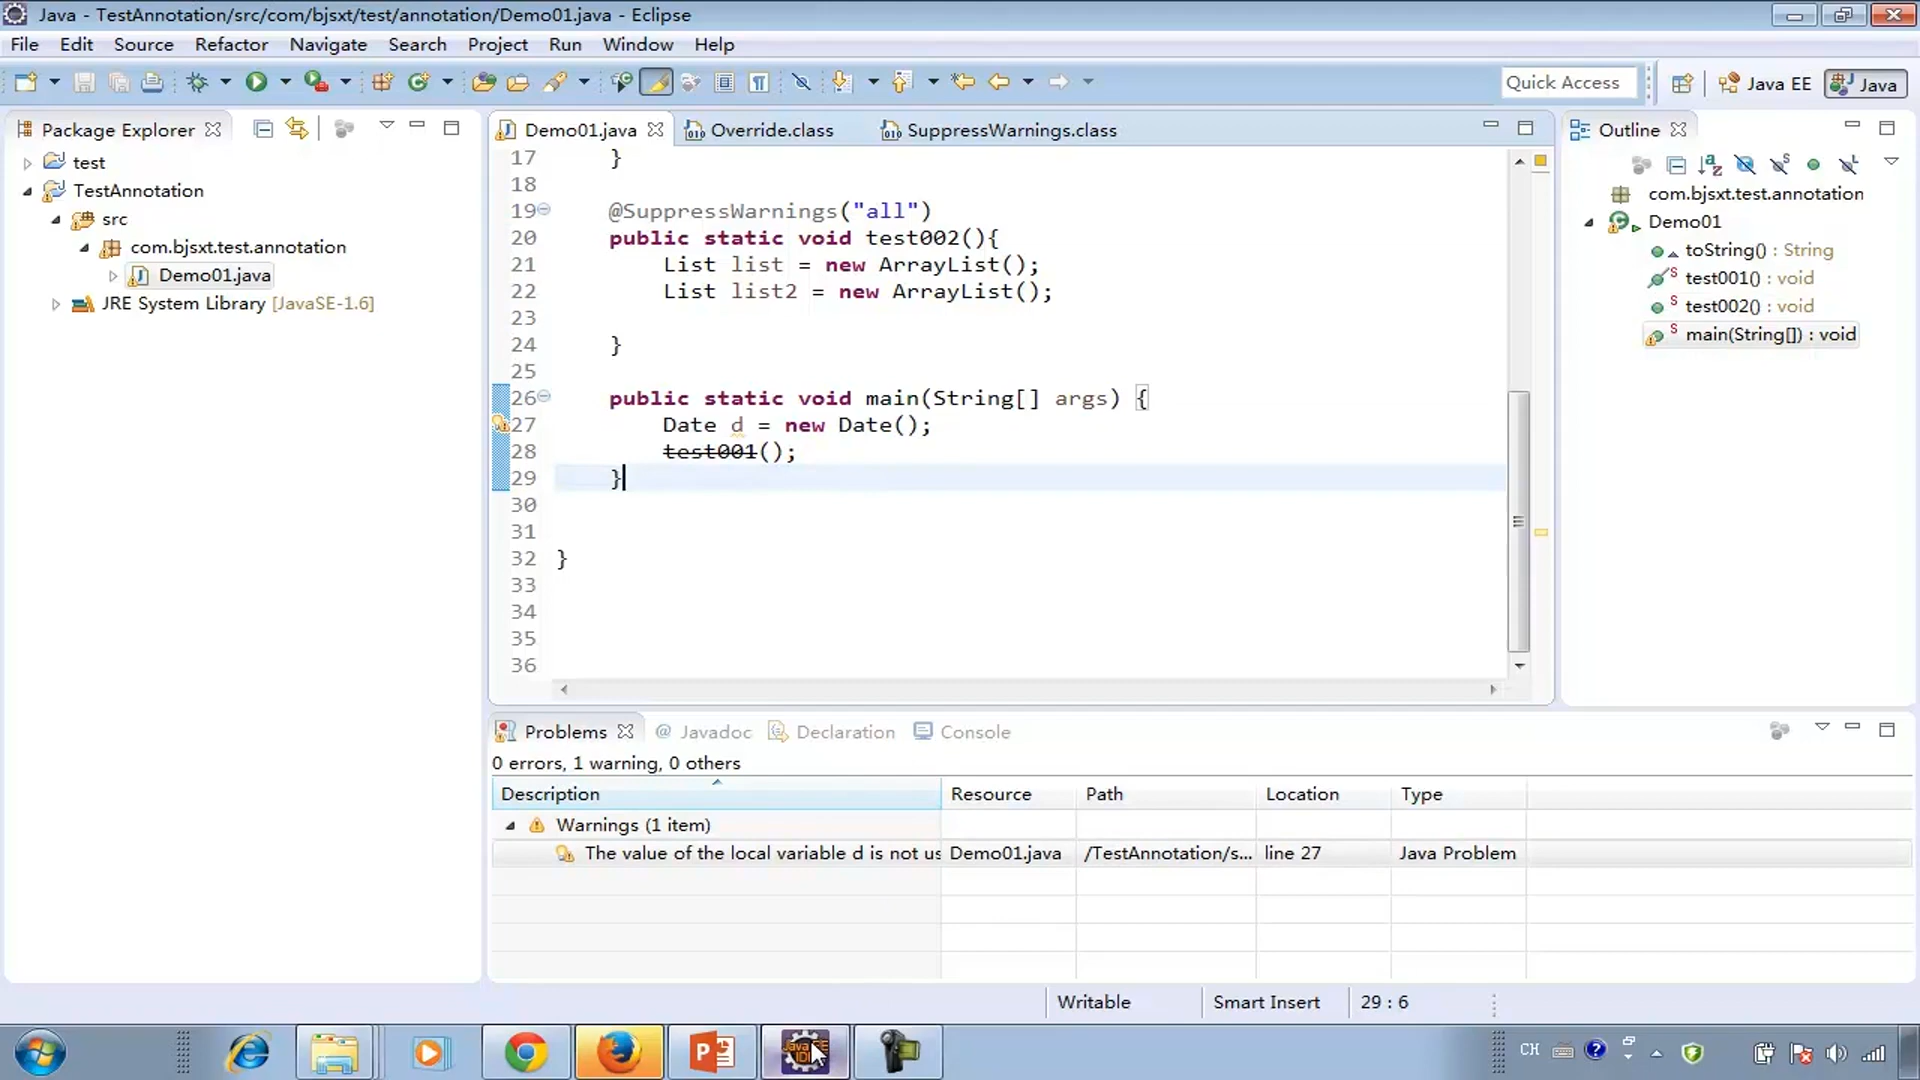 Java - TestAnnotation/src/com/bjsxt/test/annotation/Demo01.java - Eclipse
File Edit Source Refactor Navigate Search Project Run Window Help
Quick Access
Java EE
Java
Package Explorer
test
TestAnnotation
src
com.bjsxt.test.annotation
Demo01.java
JRE System Library [JavaSE-1.6]
Demo01.java
Override.class
SuppressWarnings.class
17 }
18
19 @SuppressWarnings("all")
20 public static void test002(){
21 List list = new ArrayList();
22 List list2 = new ArrayList();
23
24 }
25
26 public static void main(String[] args) {
27 Date d = new Date();
28 test001();
29 }
30
31
32 }
33
34
35
36
Outline
com.bjsxt.test.annotation
Demo01
toString() : String
test001() : void
test002() : void
main(String[]) : void
Problems
@ Javadoc
Declaration
Console
0 errors, 1 warning, 0 others
Description Resource Path Location Type
Warnings (1 item)
The value of the local variable d is not us Demo01.java /TestAnnotation/s... line 27 Java Problem
Writable Smart Insert 29 : 6
CH